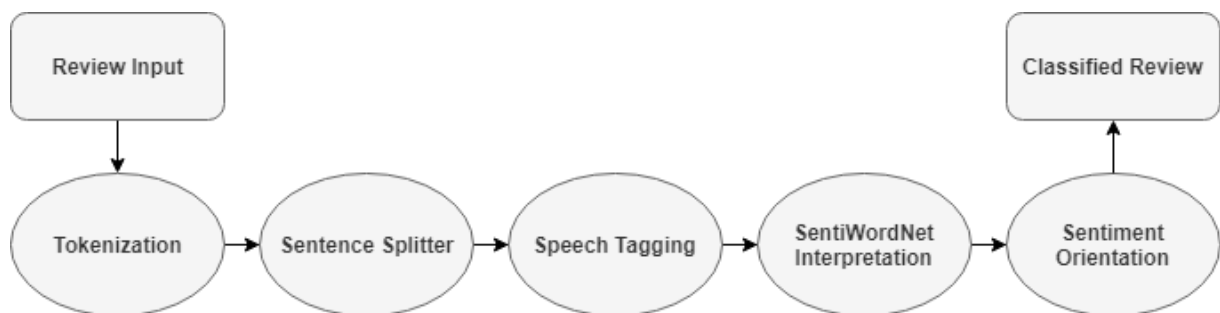 Review Input
Classified Review
Tokenization
Sentence Splitter
Speech Tagging
SentiWordNet
Interpretation
Sentiment
Orientation